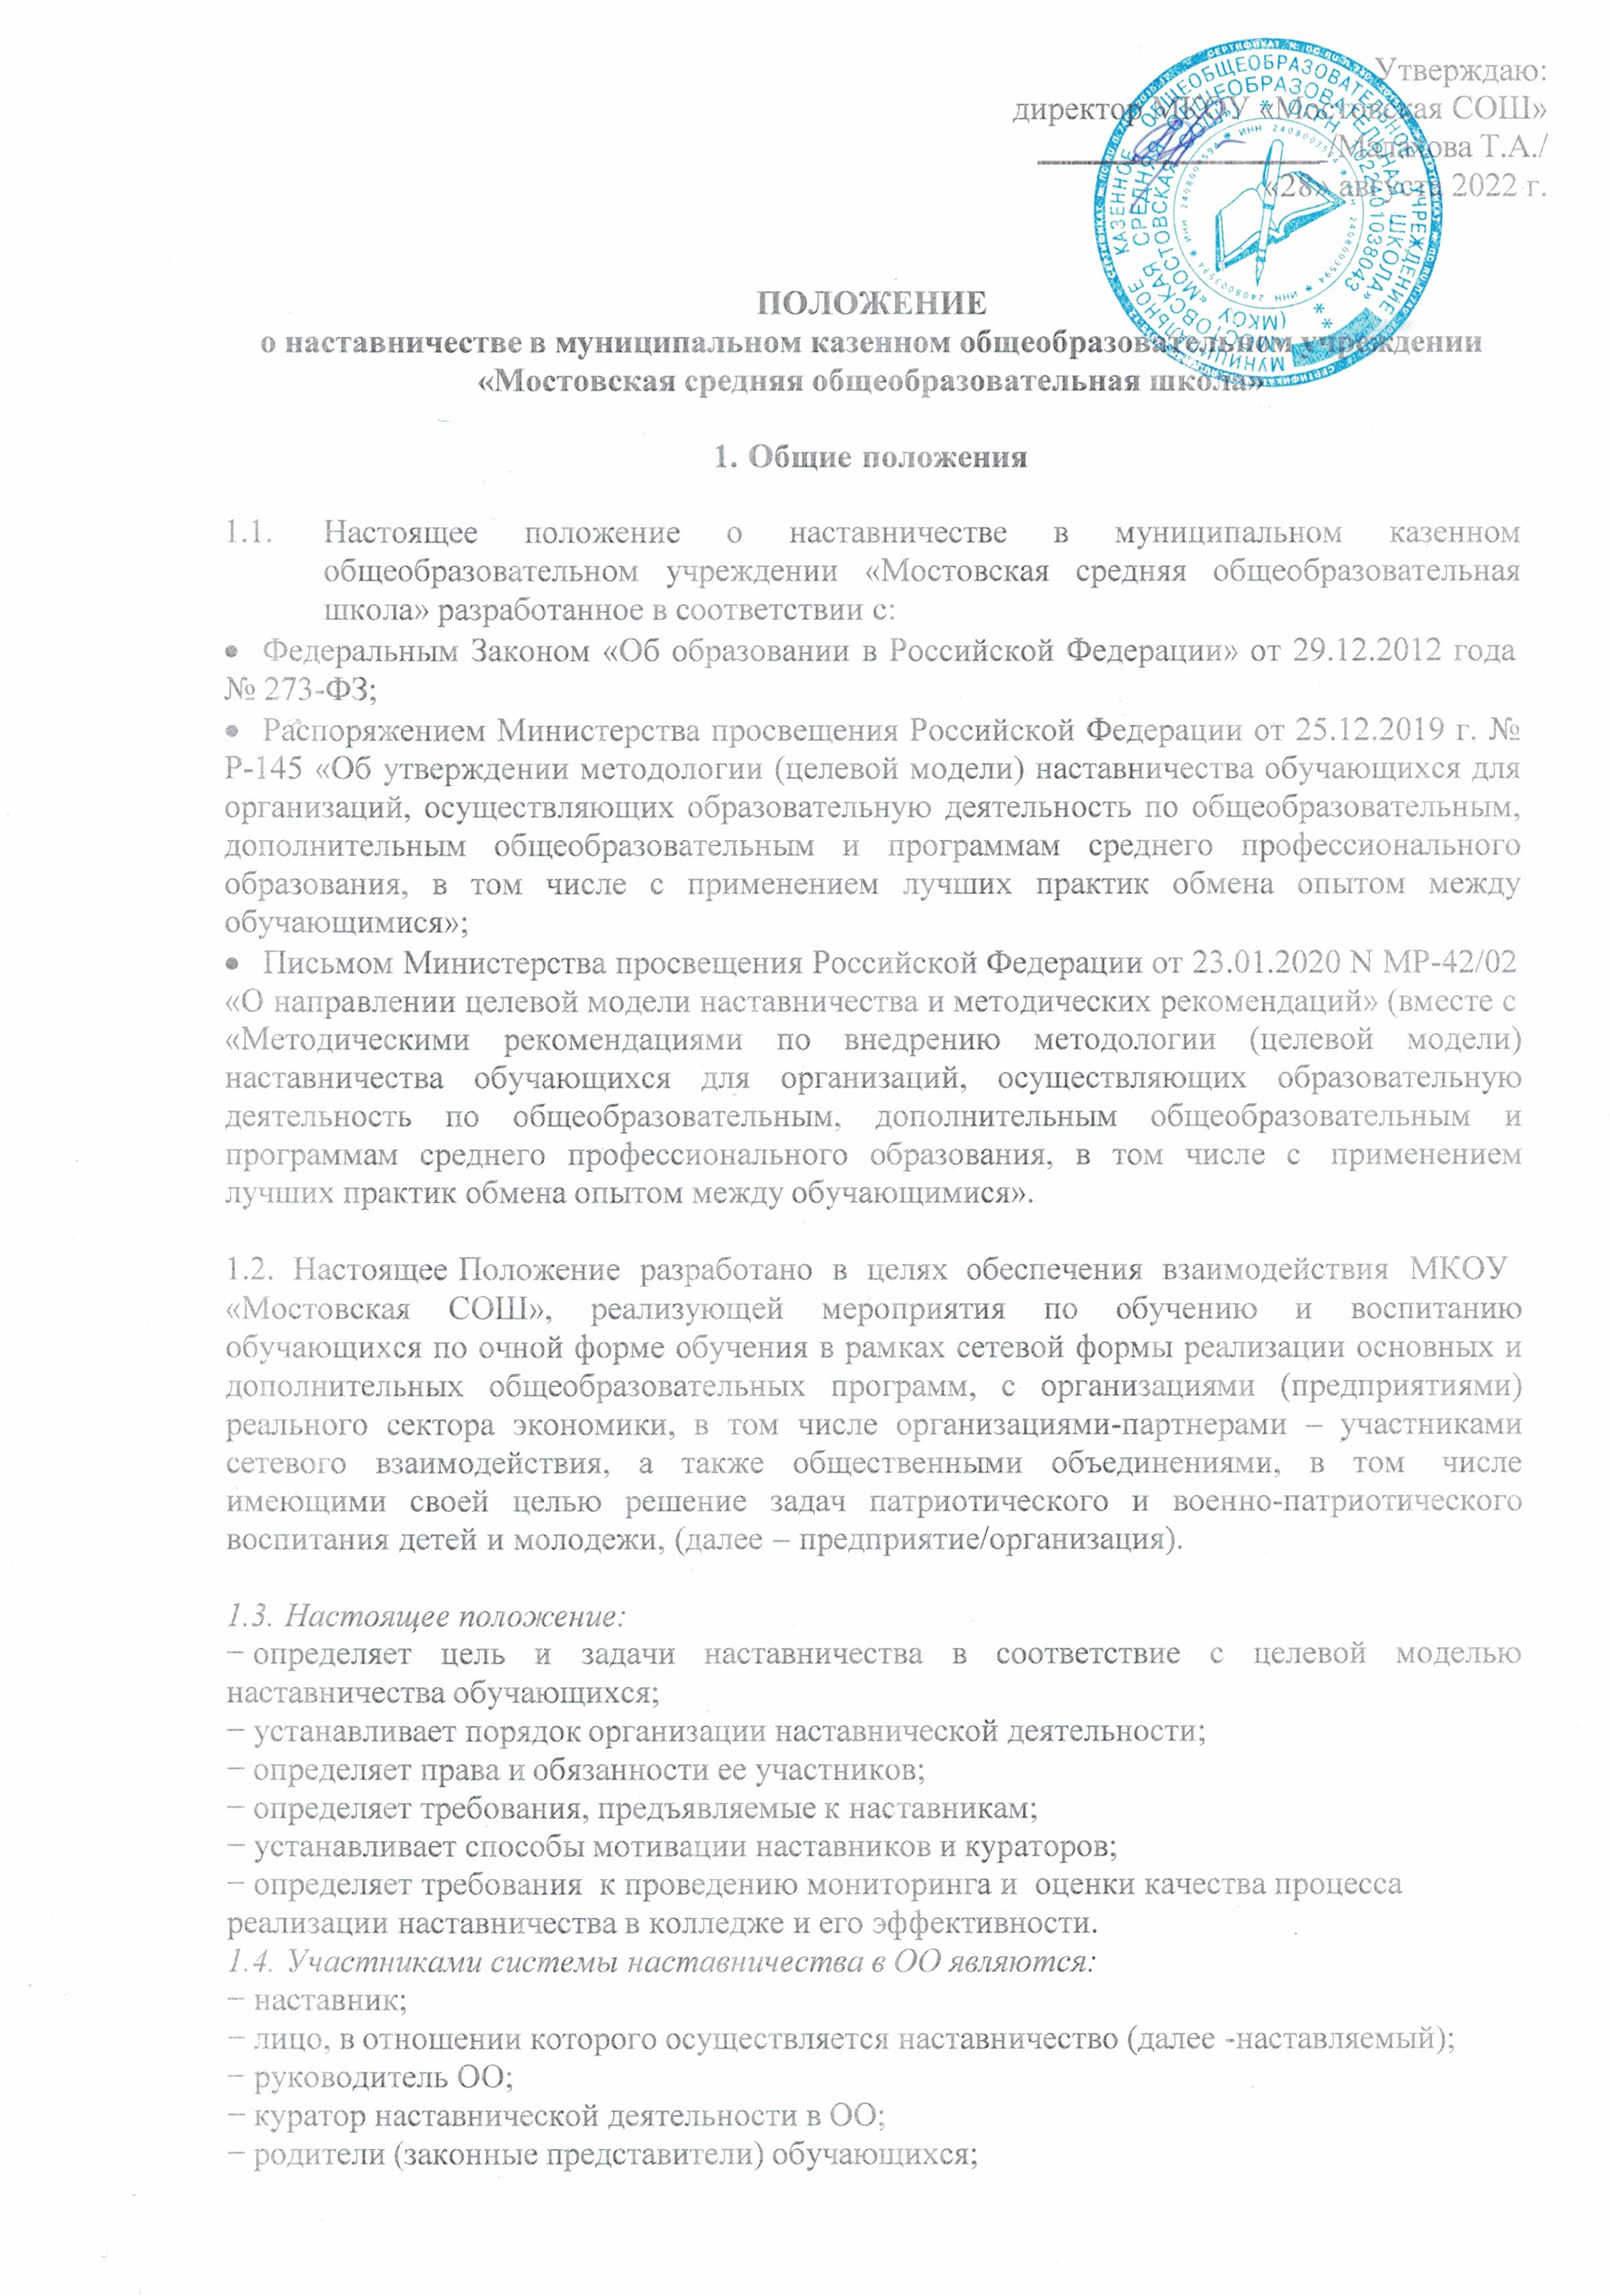 Утверждаю:
директор МКОУ «Мостовская СОШ»
/Малахова Т.А./
«28» августа 2022 г.
ПОЛОЖЕНИЕ
о наставничестве в муниципальном казенном общеобразовательном учреждении
«Мостовская средняя общеобразовательная школа»
1. Общие положения
1.1. Настоящее положение о наставничестве в муниципальном казенном
общеобразовательном учреждении «Мостовская средняя общеобразовательная
школа» разработанное в соответствии с:
• Федеральным Законом «Об образовании в Российской Федерации» от 29.12.2012 года
№ 273-ФЗ;
• Распоряжением Министерства просвещения Российской Федерации от 25.12.2019 г. №
Р-145 «Об утверждении методологии (целевой модели) наставничества обучающихся для
организаций, осуществляющих образовательную деятельность по общеобразовательным,
дополнительным общеобразовательным и программам среднего профессионального
образования, в том числе с применением лучших практик обмена опытом между
обучающимися»;
• Письмом Министерства просвещения Российской Федерации от 23.01.2020 N МР-42/02
«О направлении целевой модели наставничества и методических рекомендаций» (вместе с
«Методическими рекомендациями по внедрению методологии (целевой модели)
наставничества обучающихся для организаций, осуществляющих образовательную
деятельность по общеобразовательным, дополнительным общеобразовательным и
программам среднего профессионального образования, в том числе с применением
лучших практик обмена опытом между обучающимися».
1.2. Настоящее Положение разработано в целях обеспечения взаимодействия МКОУ
«Мостовская СОШ», реализующей мероприятия по обучению и воспитанию
обучающихся по очной форме обучения в рамках сетевой формы реализации основных и
дополнительных общеобразовательных программ, с организациями (предприятиями)
реального сектора экономики, в том числе организациями-партнерами – участниками
сетевого взаимодействия, а также общественными объединениями, в том числе
имеющими своей целью решение задач патриотического и военно-патриотического
воспитания детей и молодежи, (далее – предприятие/организация).
1.3. Настоящее положение:
− определяет цель и задачи наставничества в соответствие с целевой моделью
наставничества обучающихся;
− устанавливает порядок организации наставнической деятельности;
− определяет права и обязанности ее участников;
− определяет требования, предъявляемые к наставникам;
− устанавливает способы мотивации наставников и кураторов;
− определяет требования к проведению мониторинга и оценки качества процесса
реализации наставничества в колледже и его эффективности.
1.4. Участниками системы наставничества в ОО являются:
− наставник;
− лицо, в отношении которого осуществляется наставничество (далее -наставляемый);
− руководитель ОО;
− куратор наставнической деятельности в ОО;
− родители (законные представители) обучающихся;